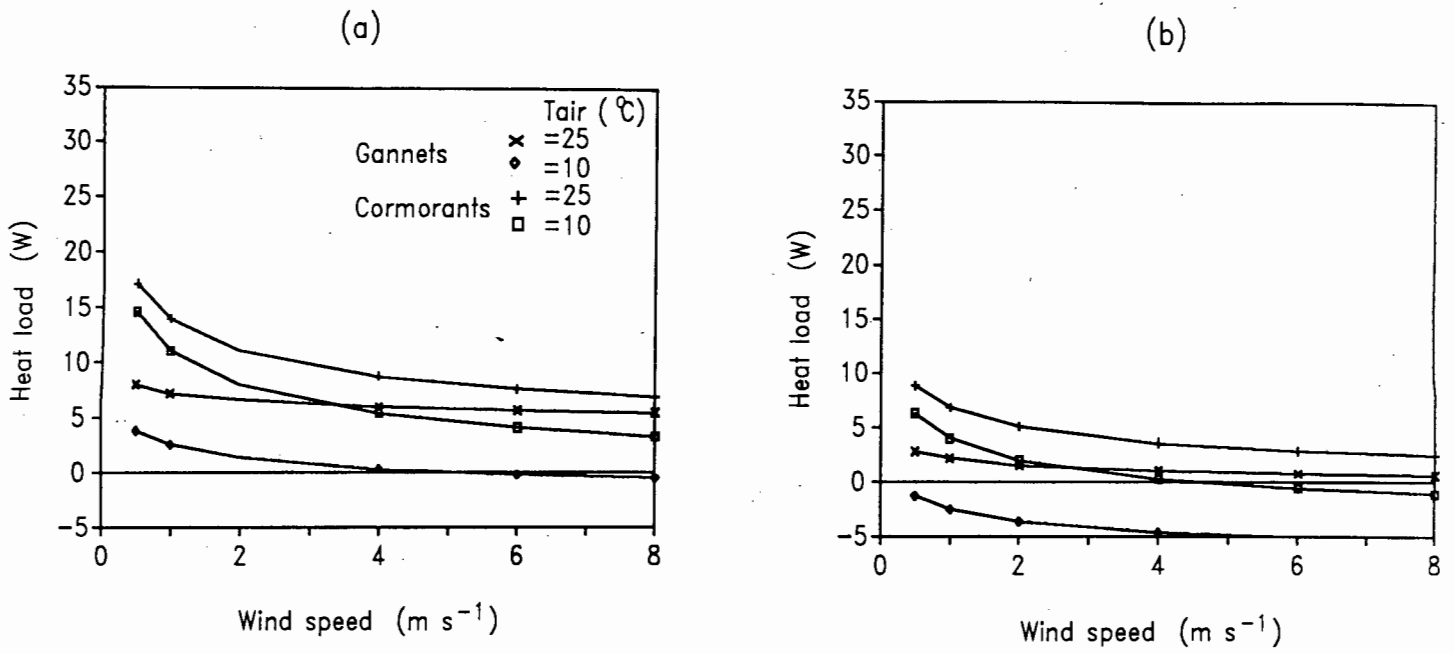 (a)
35
30
25
20
15
10
5
0
−5
Heat load (W)
Tair (°C)
Gannets
=25
=10
Cormorants
=25
=10
0 2 4 6 8
Wind speed (m s⁻¹)
(b)
35
30
25
20
15
10
5
0
−5
Heat load (W)
0 2 4 6 8
Wind speed (m s⁻¹)